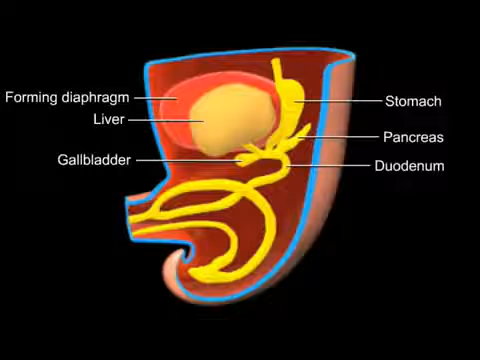 Forming diaphragm
Liver
Gallbladder
Stomach
Pancreas
Duodenum